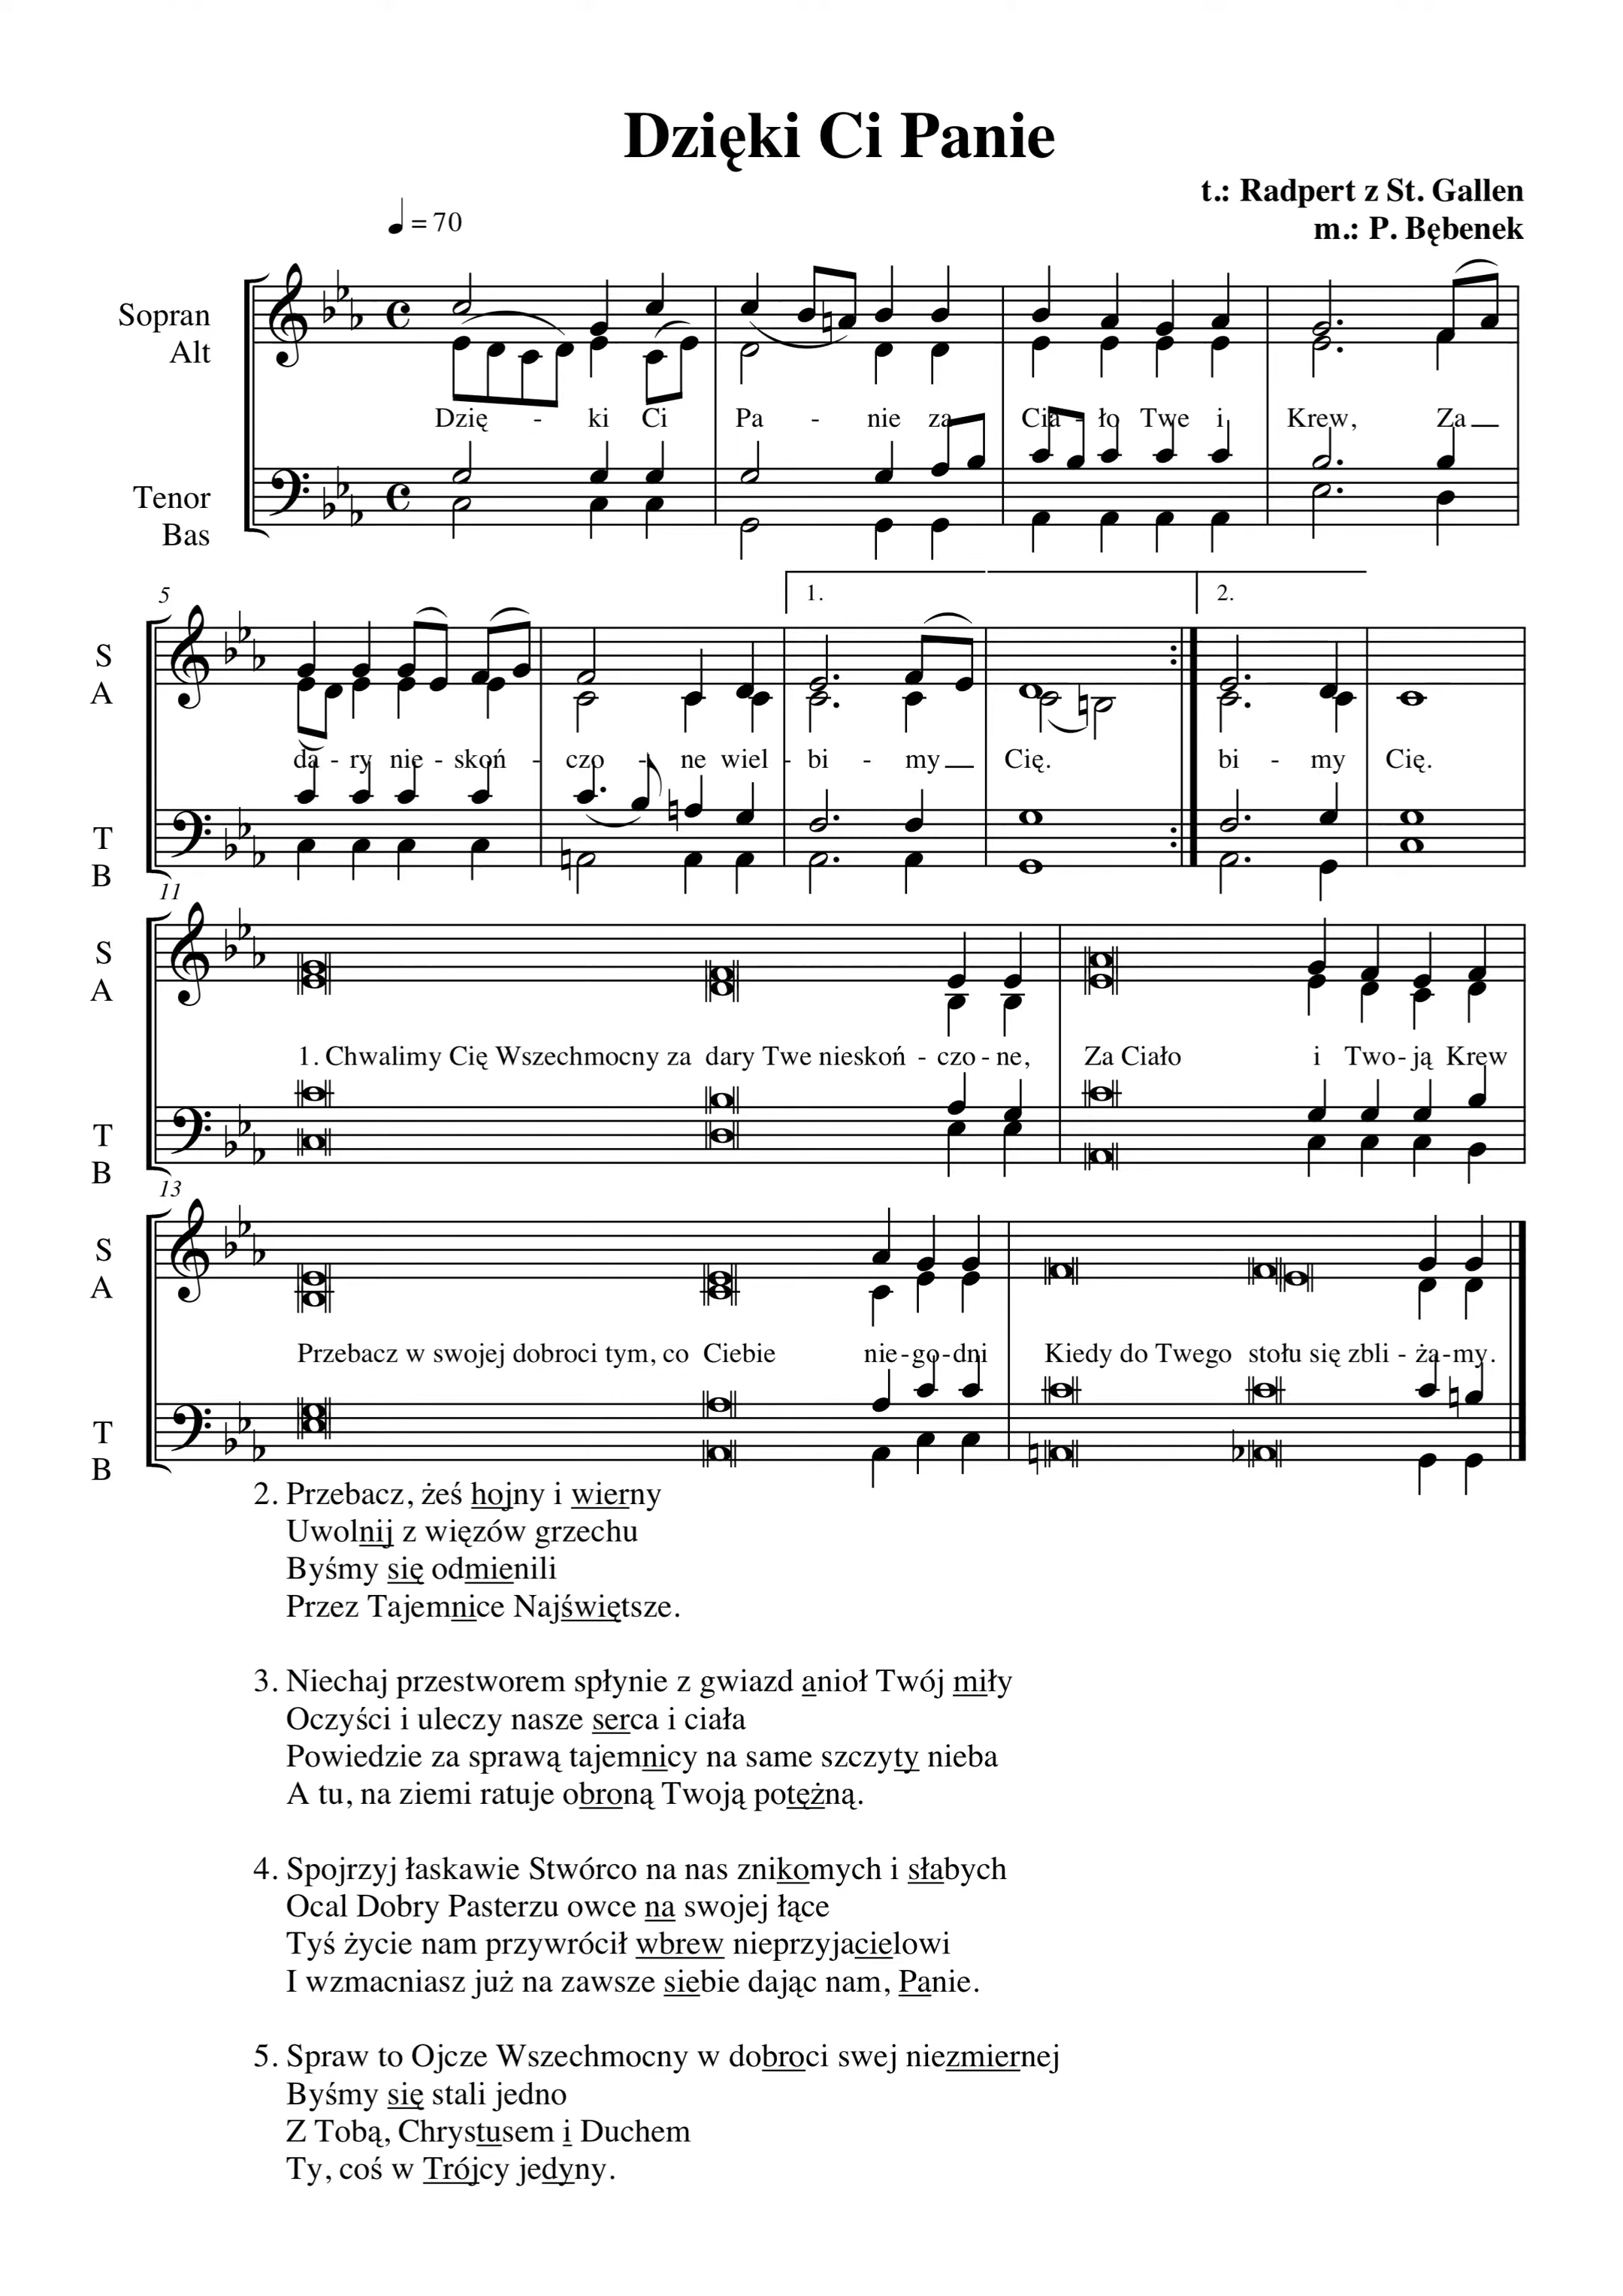 Dzięki Ci Panie
t.: Radpert z St. Gallen
m.: P. Bębenek
= 70
Sopran
Alt
Dzię - ki Ci Pa - nie za Cia - ło Twe i Krew, Za
Tenor
Bas
5
1.
2.
S
A
da - ry nie - skoń - czo - ne wiel - bi - my Cię. bi - my Cię.
T
B
11
S
A
1. Chwalimy Cię Wszechmocny za dary Twe nieskoń - czo - ne, Za Ciało i Two - ją Krew
T
B
13
S
A
Przebacz w swojej dobroci tym, co Ciebie nie - go - dni Kiedy do Twego stołu się zbli - ża - my.
T
B
2. Przebacz, żeś hojny i wierny
Uwolnij z więzów grzechu
Byśmy się odmienili
Przez Tajemnice Najświętsze.
3. Niechaj przestworem spłynie z gwiazd anioł Twój miły
Oczyści i uleczy nasze serca i ciała
Powiedzie za sprawą tajemnicy na same szczyty nieba
A tu, na ziemi ratuje obroną Twoją potężną.
4. Spojrzyj łaskawie Stwórco na nas znikomych i słabych
Ocal Dobry Pasterzu owce na swojej łące
Tyś życie nam przywrócił wbrew nieprzyjacielowi
I wzmacniasz już na zawsze siebie dając nam, Panie.
5. Spraw to Ojcze Wszechmocny w dobroci swej niezmiernej
Byśmy się stali jedno
Z Tobą, Chrystusem i Duchem
Ty, coś w Trójcy jedyny.